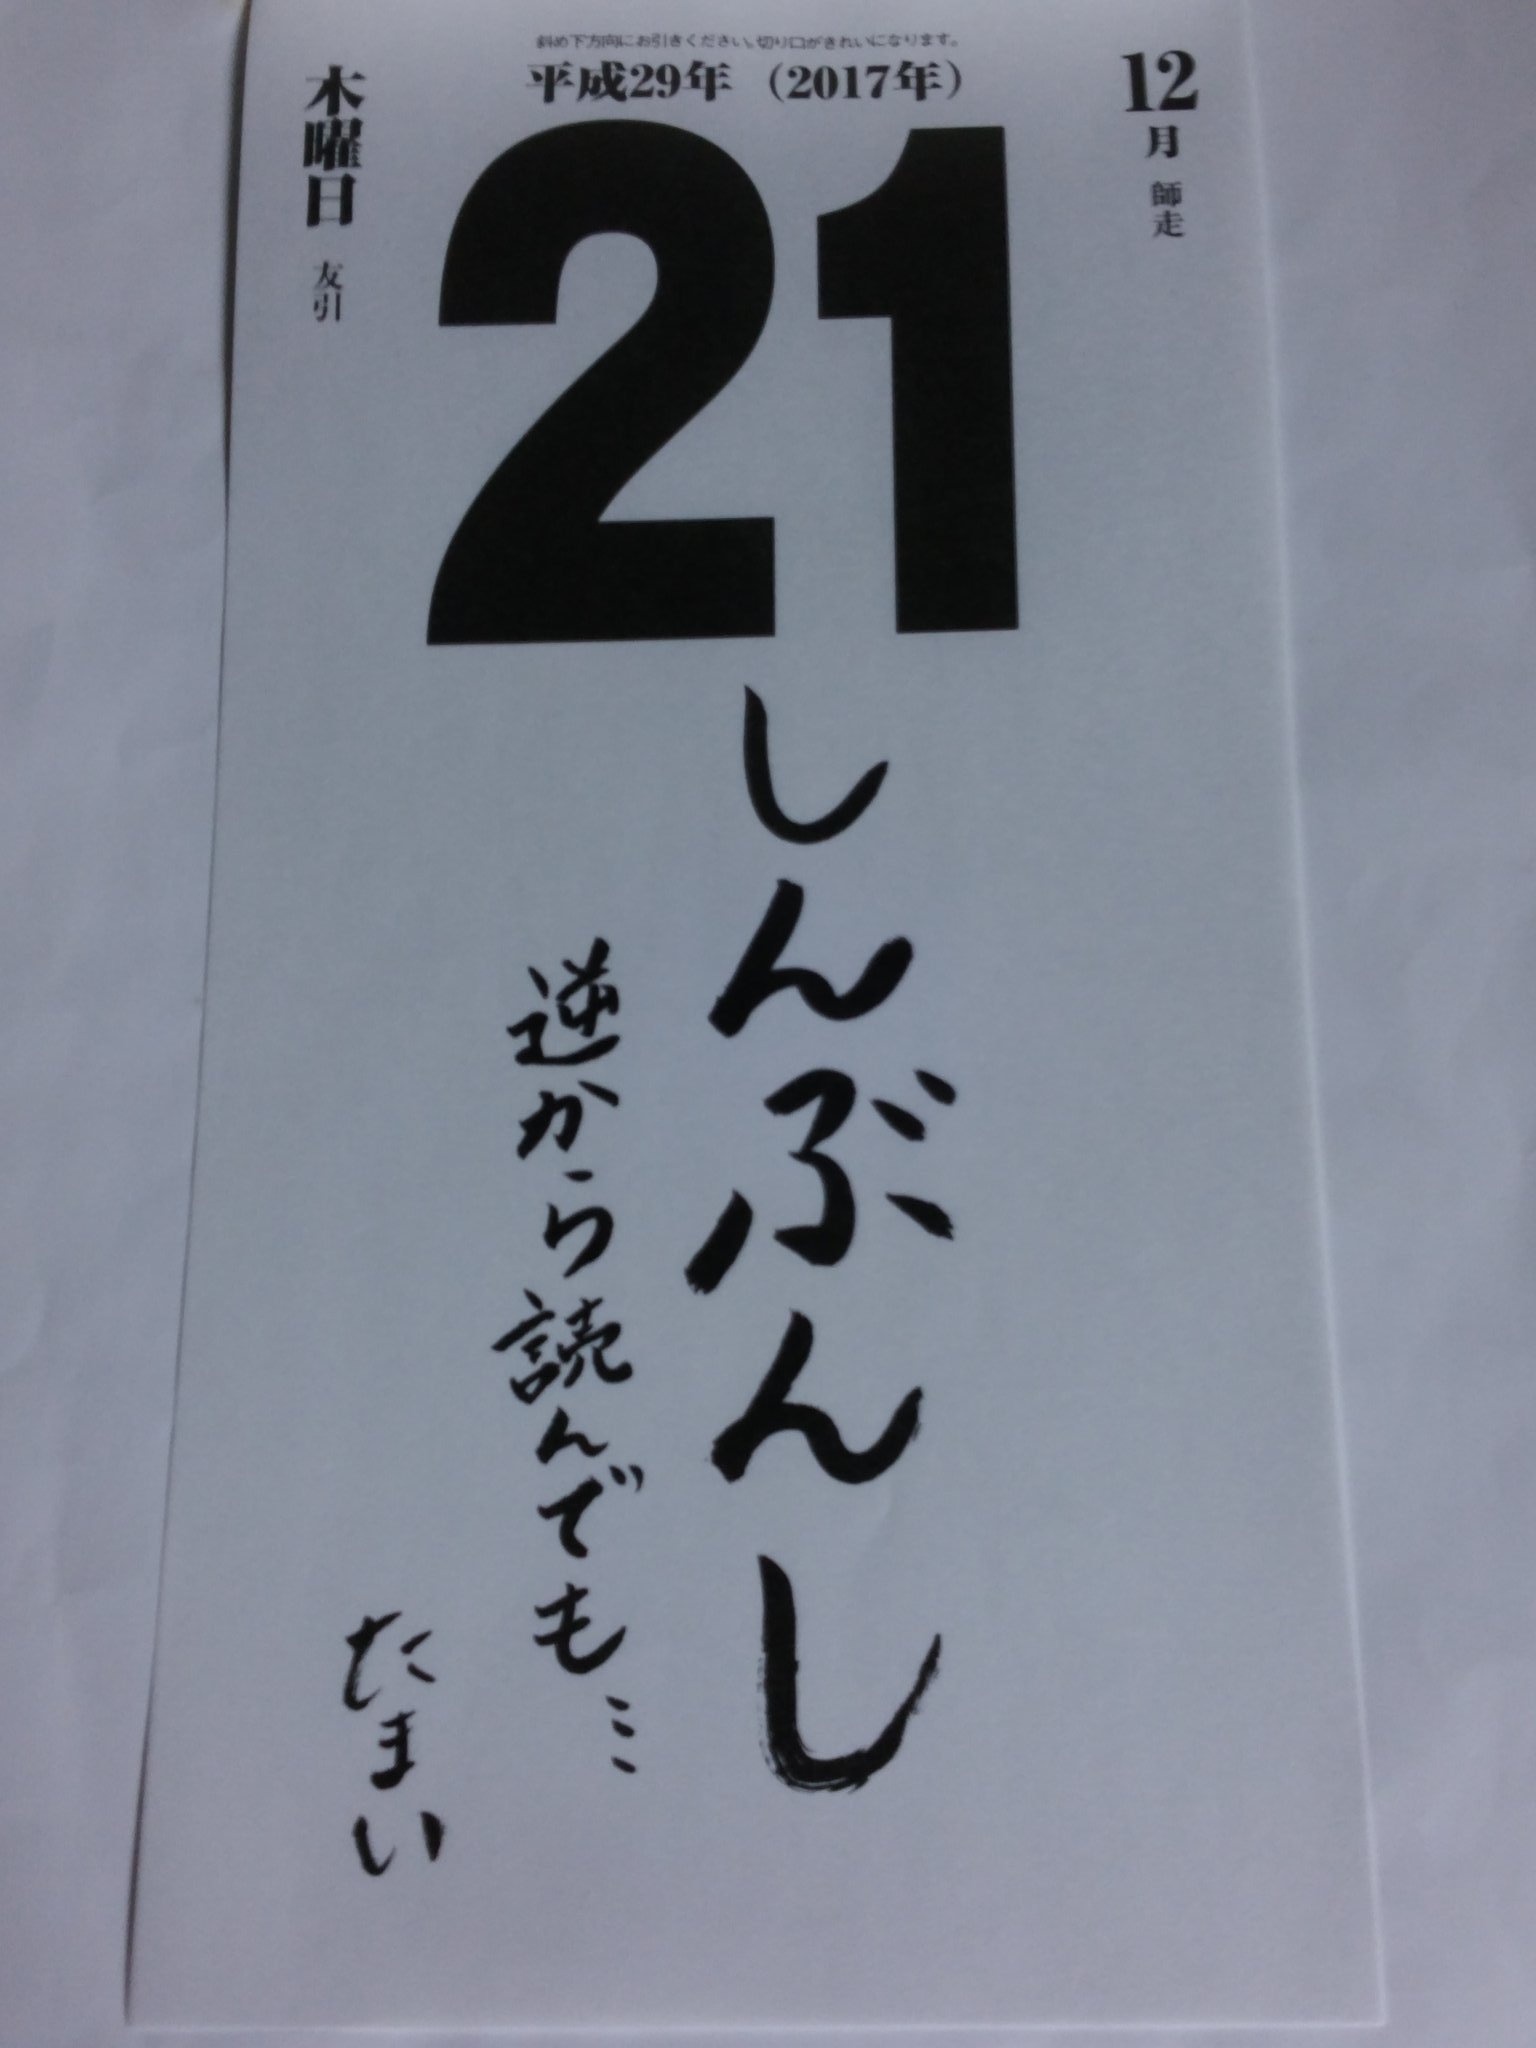 斜め下方向にお引きください。切り口がきれいになります。
平成29年（2017年）
12月 師走
21
木曜日 友引
しんぶんし
逆から読んでも…
たまい